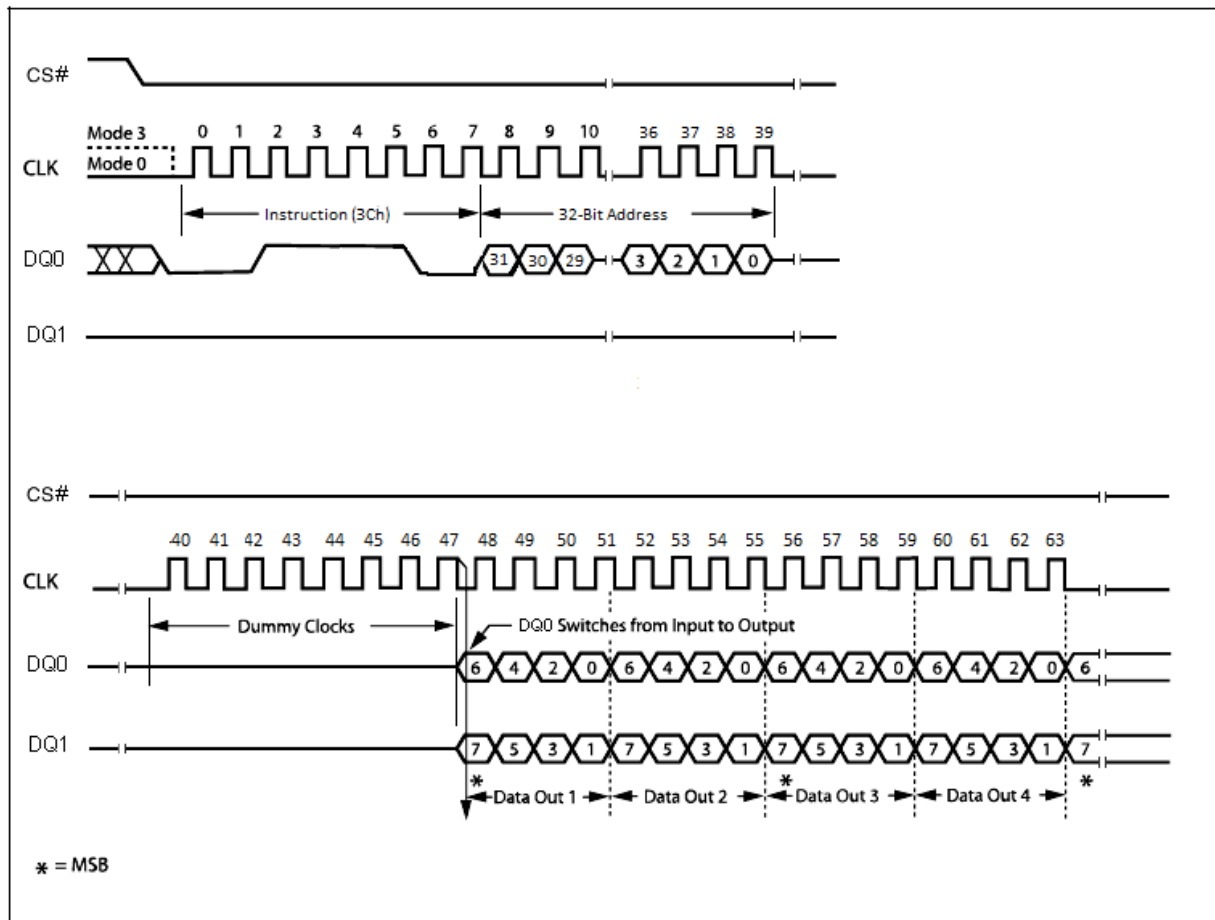 CS#
Mode 3 0 1 2 3 4 5 6 7 8 9 10 36 37 38 39
CLK Mode 0
Instruction (3Ch) 32-Bit Address
DQ0 31 30 29 3 2 1 0
DQ1
CS#
40 41 42 43 44 45 46 47 48 49 50 51 52 53 54 55 56 57 58 59 60 61 62 63
CLK
Dummy Clocks DQ0 Switches from Input to Output
DQ0 6 4 2 0 6 4 2 0 6 4 2 0 6 4 2 0 6
DQ1 7 5 3 1 7 5 3 1 7 5 3 1 7 5 3 1 7
* * *
Data Out 1 Data Out 2 Data Out 3 Data Out 4
* = MSB